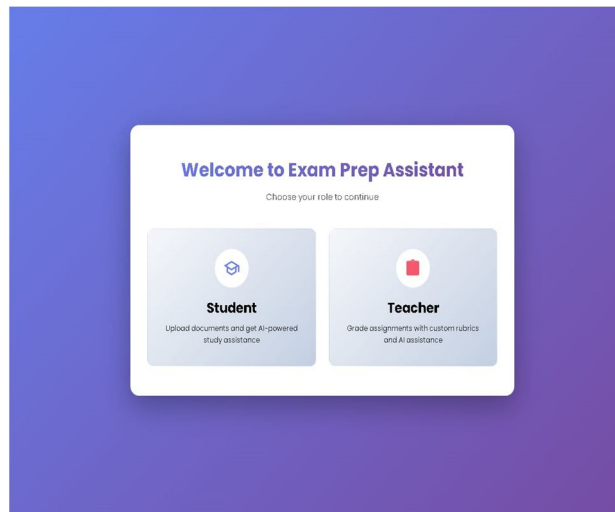 Welcome to Exam Prep Assistant
Choose your role to continue
Student
Upload documents and get AI-powered
study assistance
Teacher
Grade assignments with custom rubrics
and AI assistance